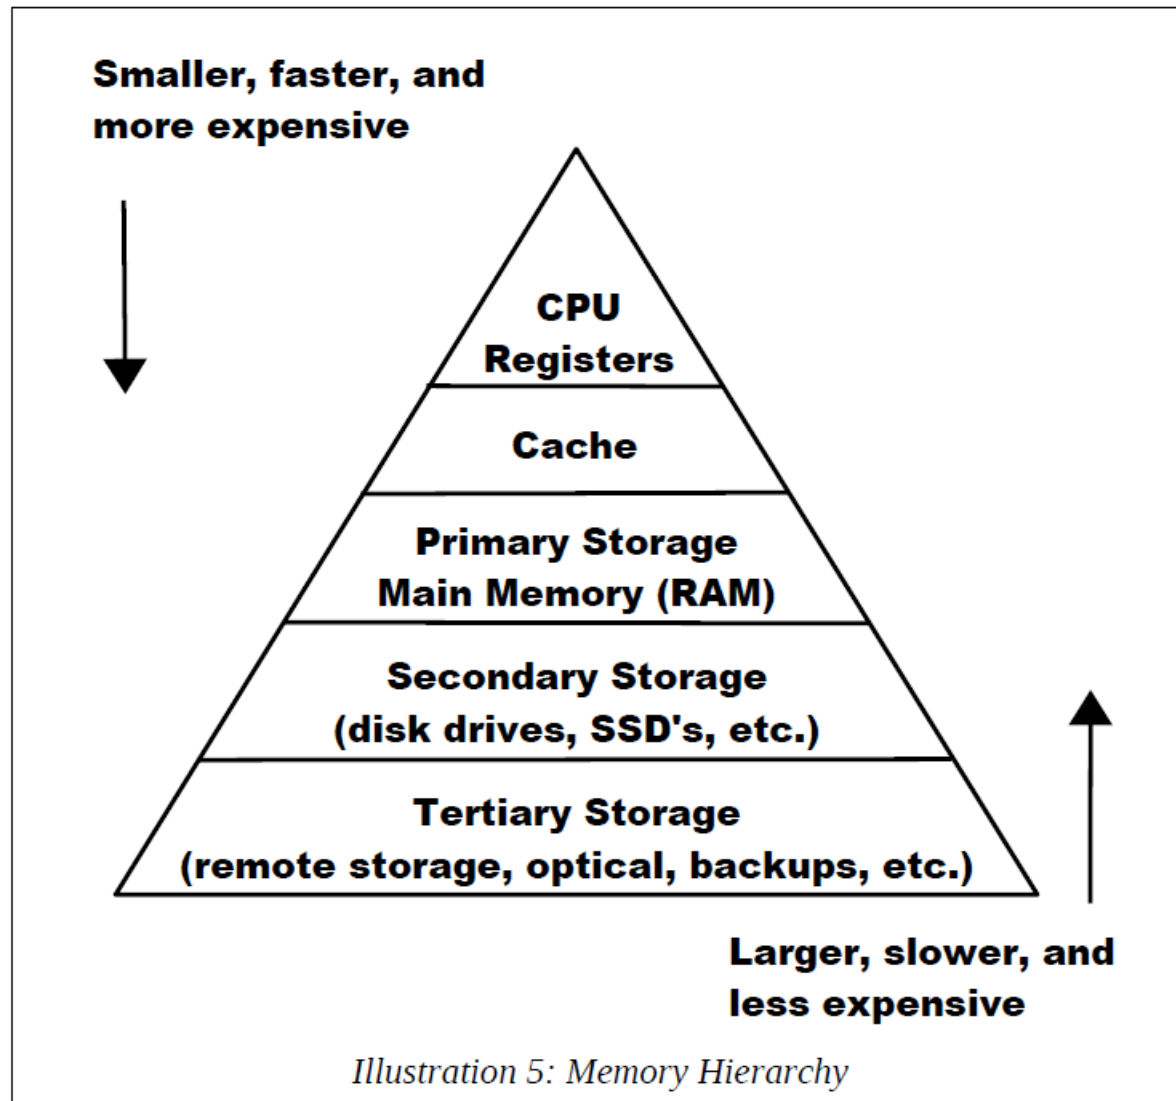 Smaller, faster, and
more expensive
CPU
Registers
Cache
Primary Storage
Main Memory (RAM)
Secondary Storage
(disk drives, SSD's, etc.)
Tertiary Storage
(remote storage, optical, backups, etc.)
Larger, slower, and
less expensive
Illustration 5: Memory Hierarchy